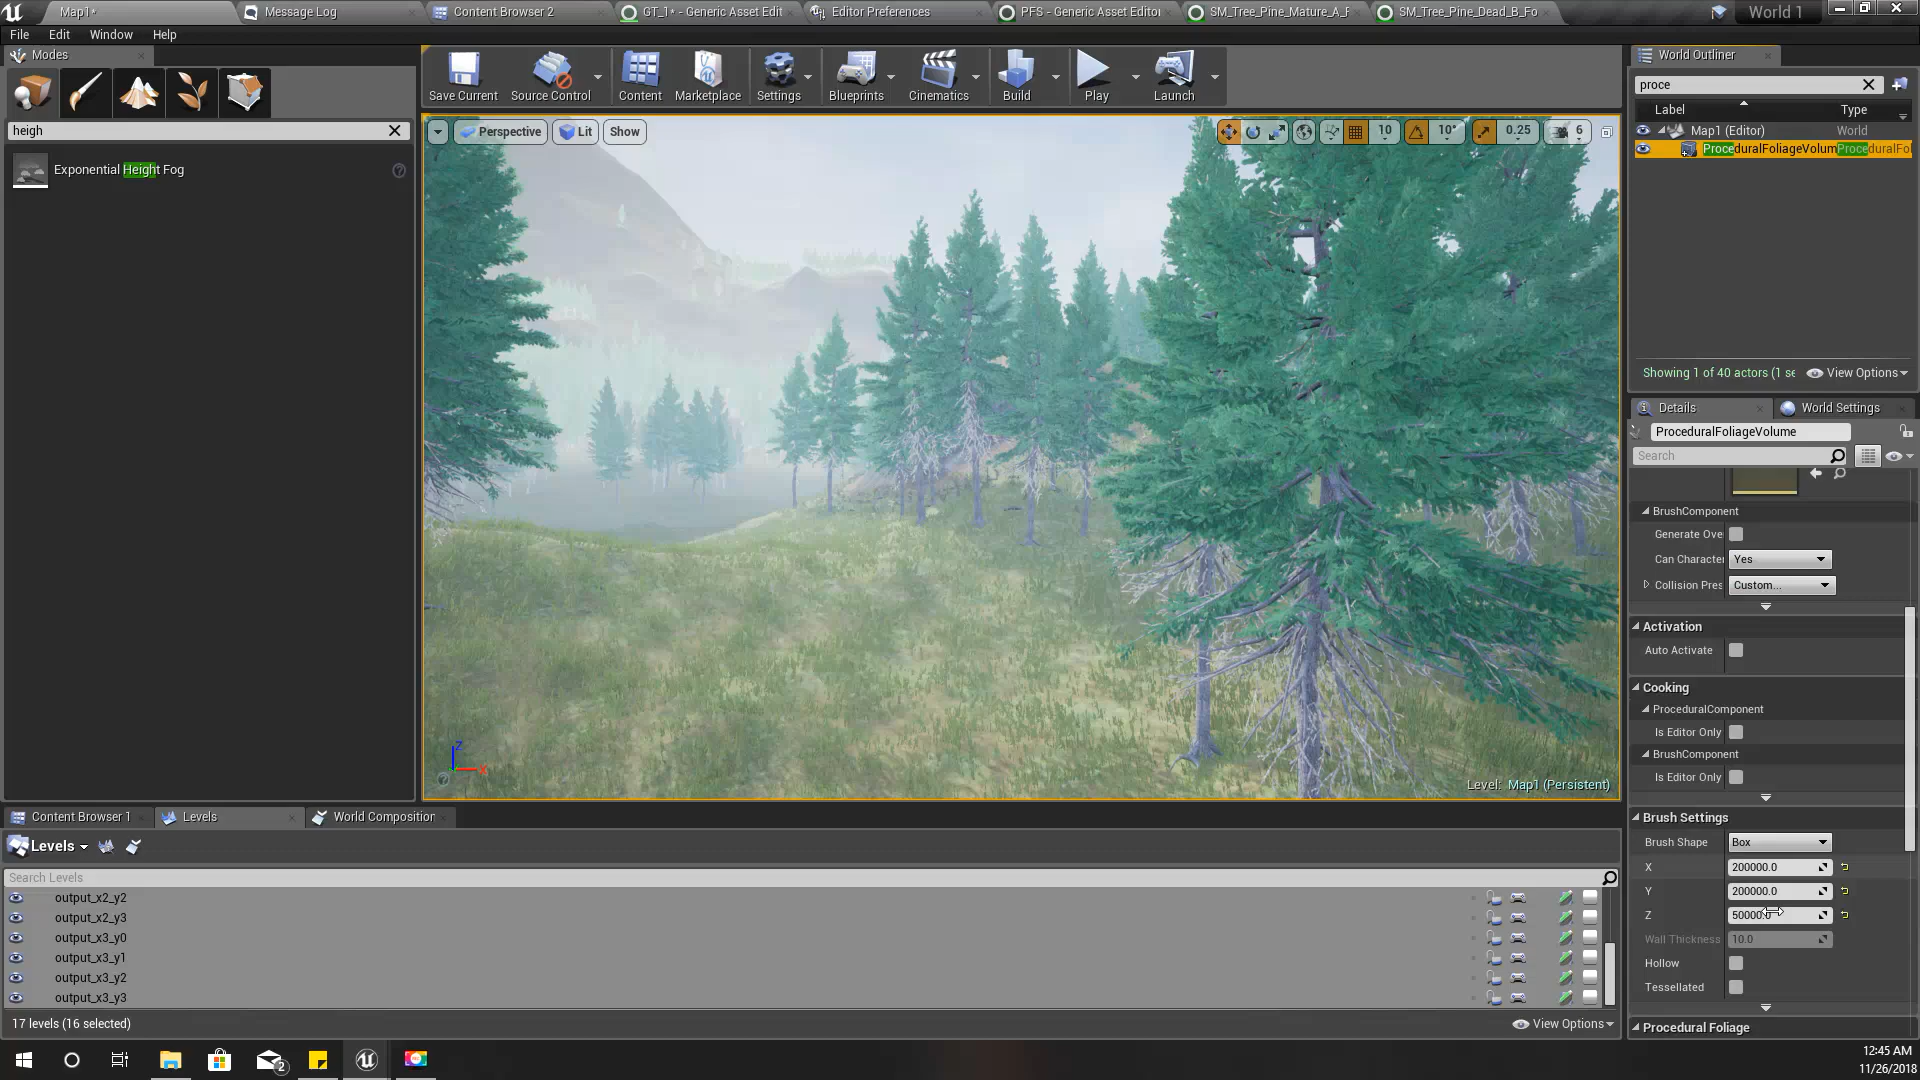 Map1*
Message Log
Content Browser 2
GT_1* - Generic Asset Edit
Editor Preferences
PFS - Generic Asset Editor
SM_Tree_Pine_Mature_A_F
SM_Tree_Pine_Dead_B_Fo
World 1
File Edit Window Help
Modes
heigh
Exponential Height Fog
Save Current
Source Control
Content
Marketplace
Settings
Blueprints
Cinematics
Build
Play
Launch
Perspective
Lit
Show
10
10°
0.25
6
Z
X
Level: Map1 (Persistent)
World Outliner
proce
Label Type
Map1 (Editor) World
ProceduralFoliageVolum ProceduralFol
Showing 1 of 40 actors (1 se
View Options
Details
World Settings
ProceduralFoliageVolume
Search
BrushComponent
Generate Ove
Can Character Yes
Collision Pres Custom...
Activation
Auto Activate
Cooking
ProceduralComponent
Is Editor Only
BrushComponent
Is Editor Only
Brush Settings
Brush Shape Box
X 200000.0
Y 200000.0
Z 50000.0
Wall Thickness 10.0
Hollow
Tessellated
Procedural Foliage
Content Browser 1
Levels
World Composition
Levels
Search Levels
output_x2_y2
output_x2_y3
output_x3_y0
output_x3_y1
output_x3_y2
output_x3_y3
17 levels (16 selected)
View Options
2
12:45 AM
11/26/2018